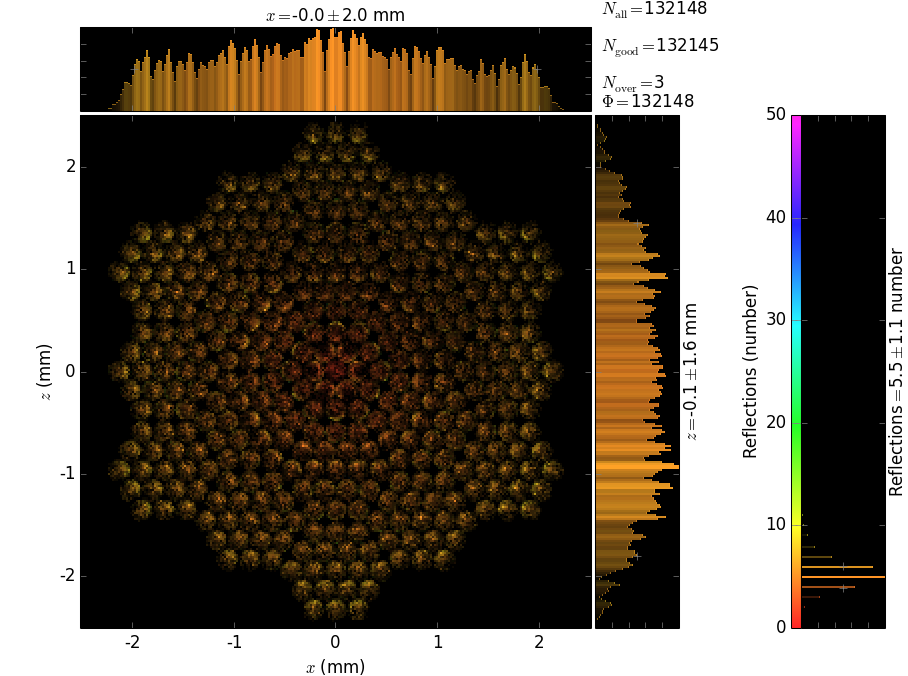 x=-0.0±2.0 mm
N_all=132148
N_good=132145
N_over=3
Φ=132148
2
1
0
-1
-2
z (mm)
-2
-1
0
1
2
x (mm)
z=-0.1±1.6 mm
50
40
30
20
10
0
Reflections (number)
Reflections=5.5±1.1 number